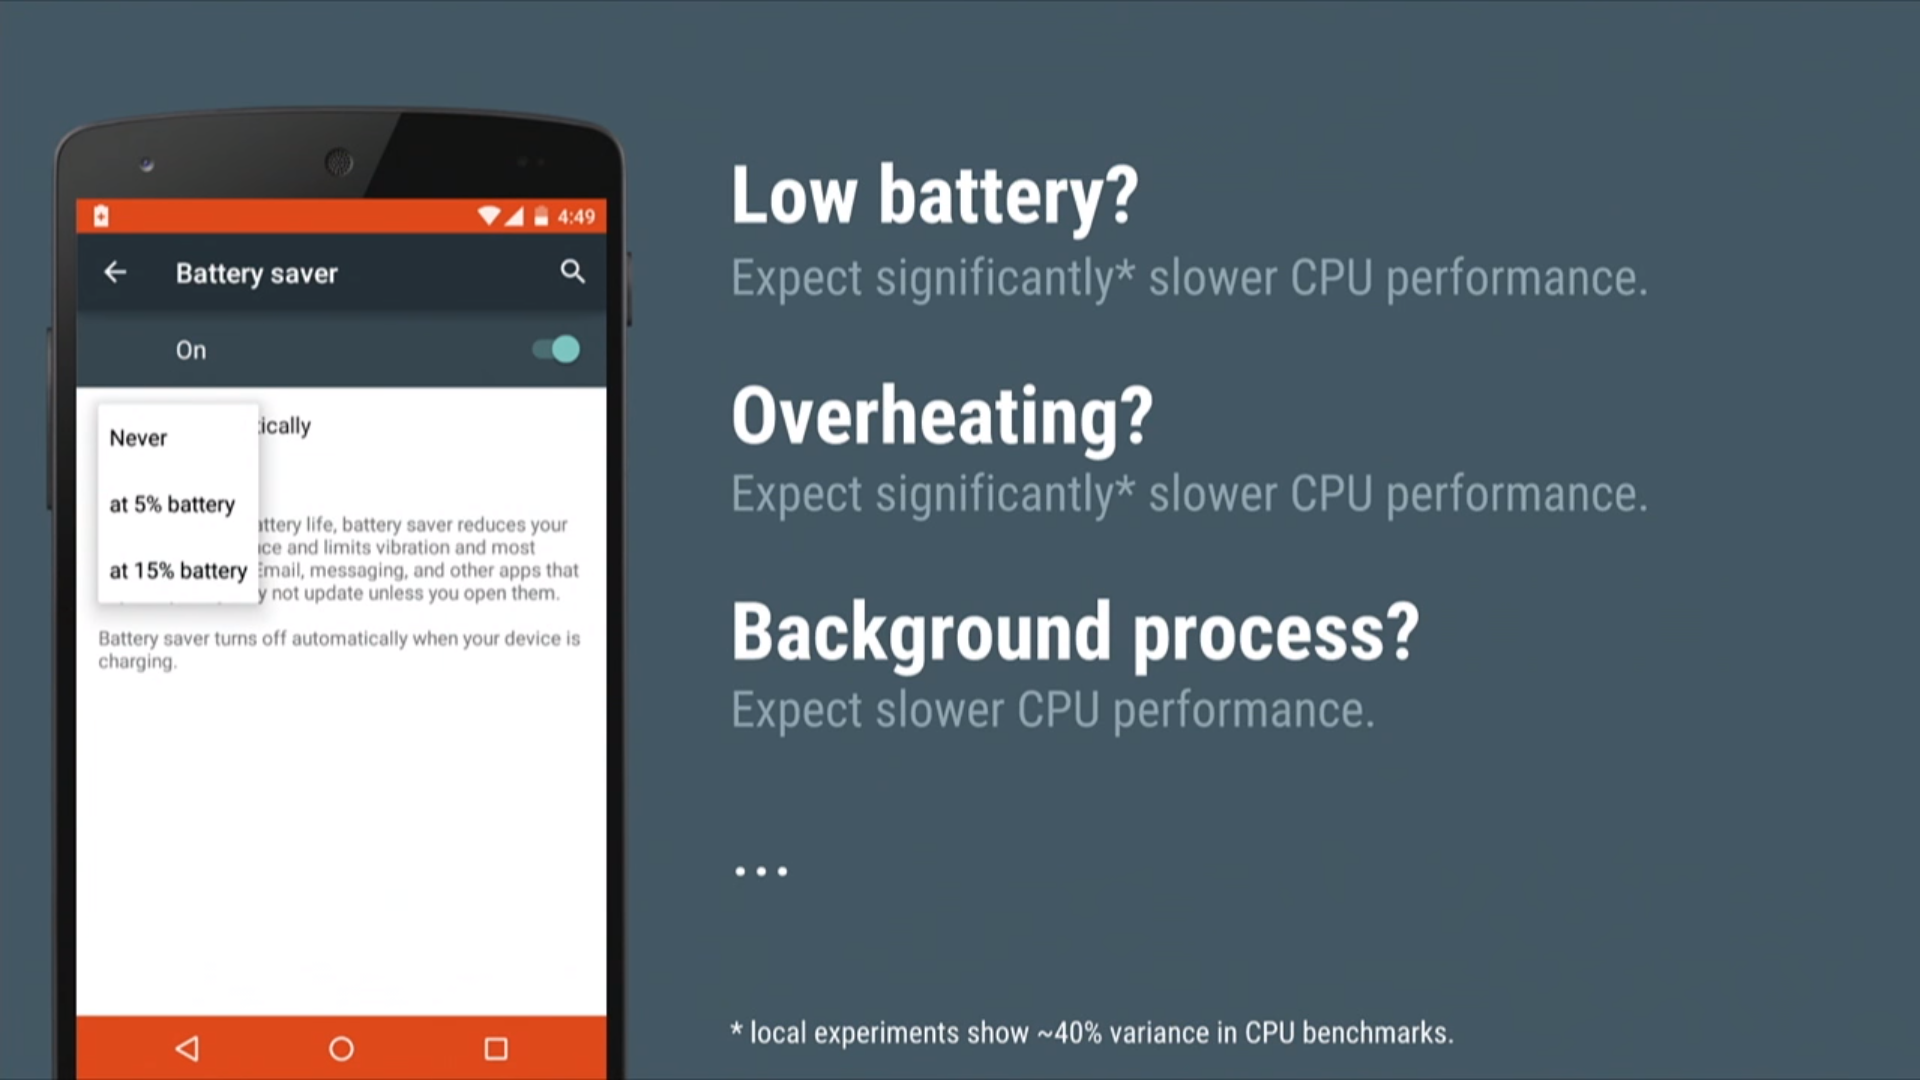 4:49
Battery saver
On
Never
at 5% battery
at 15% battery
ically
attery life, battery saver reduces your
ce and limits vibration and most
Email, messaging, and other apps that
y not update unless you open them.
Battery saver turns off automatically when your device is
charging.
Low battery?
Expect significantly* slower CPU performance.
Overheating?
Expect significantly* slower CPU performance.
Background process?
Expect slower CPU performance.
...
* local experiments show ~40% variance in CPU benchmarks.